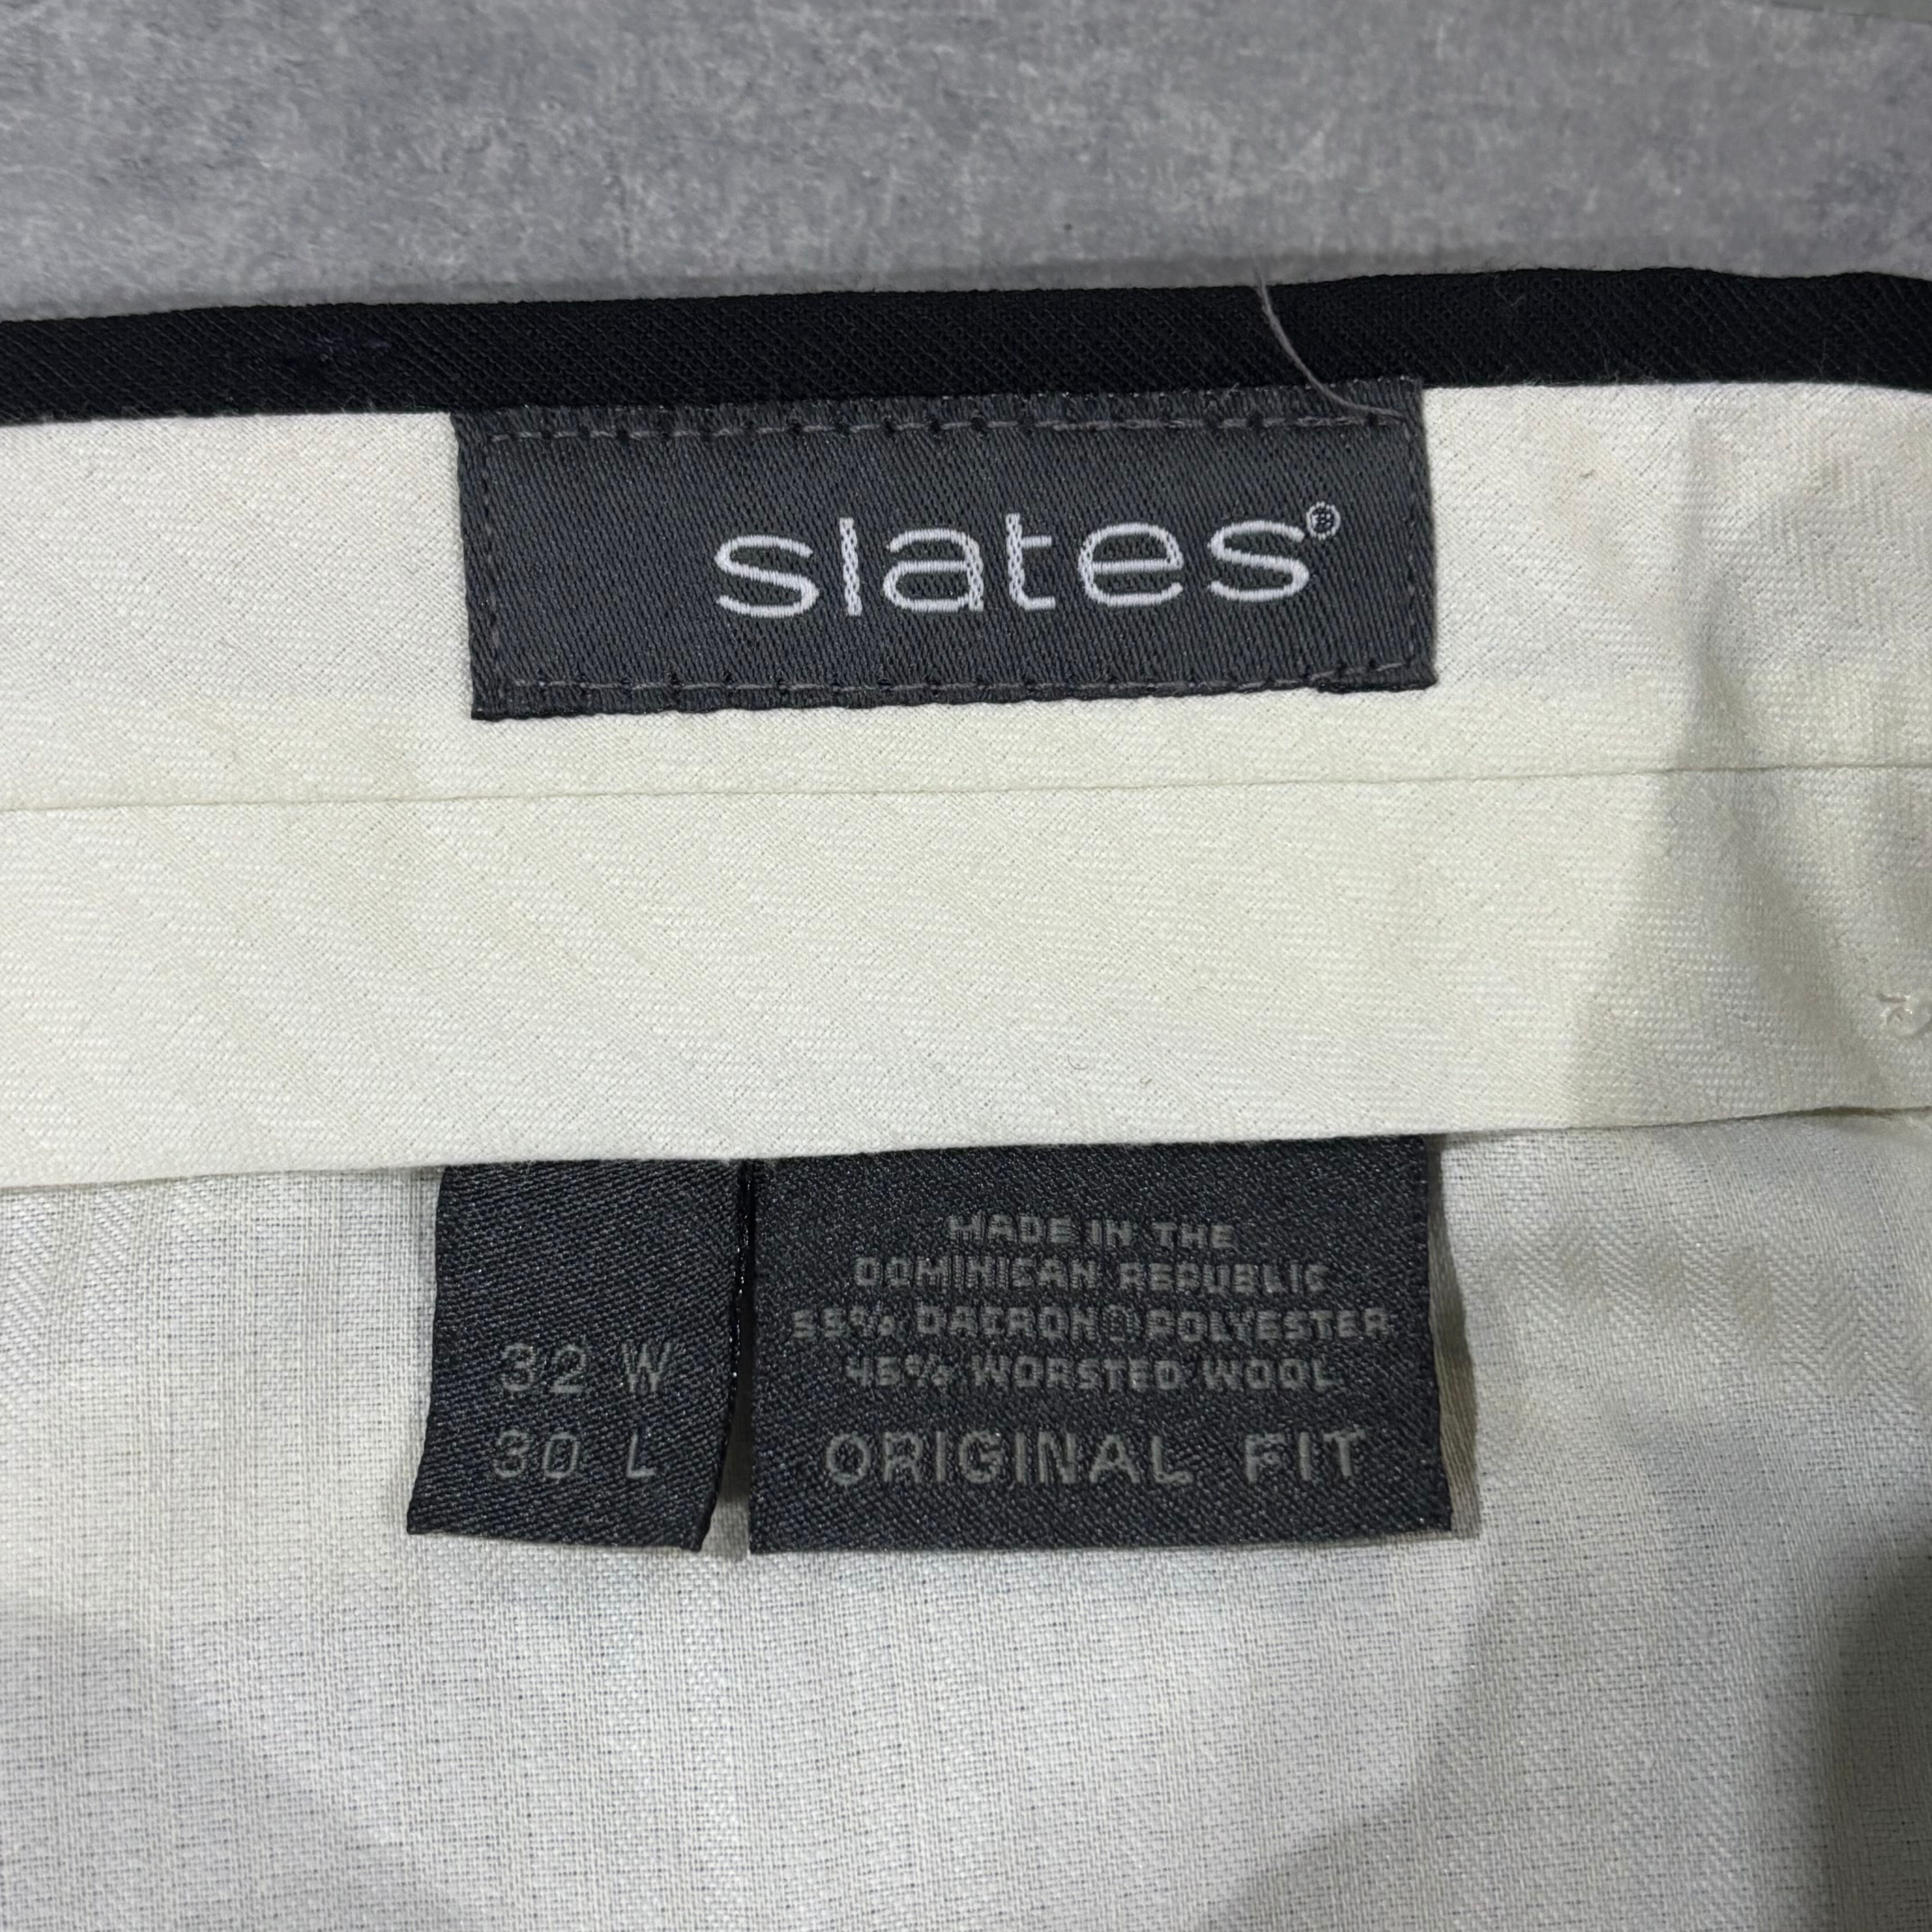 slates®
32 W
30 L
MADE IN THE
DOMINICAN REPUBLIC
55% DACRON® POLYESTER
45% WORSTED WOOL
ORIGINAL FIT